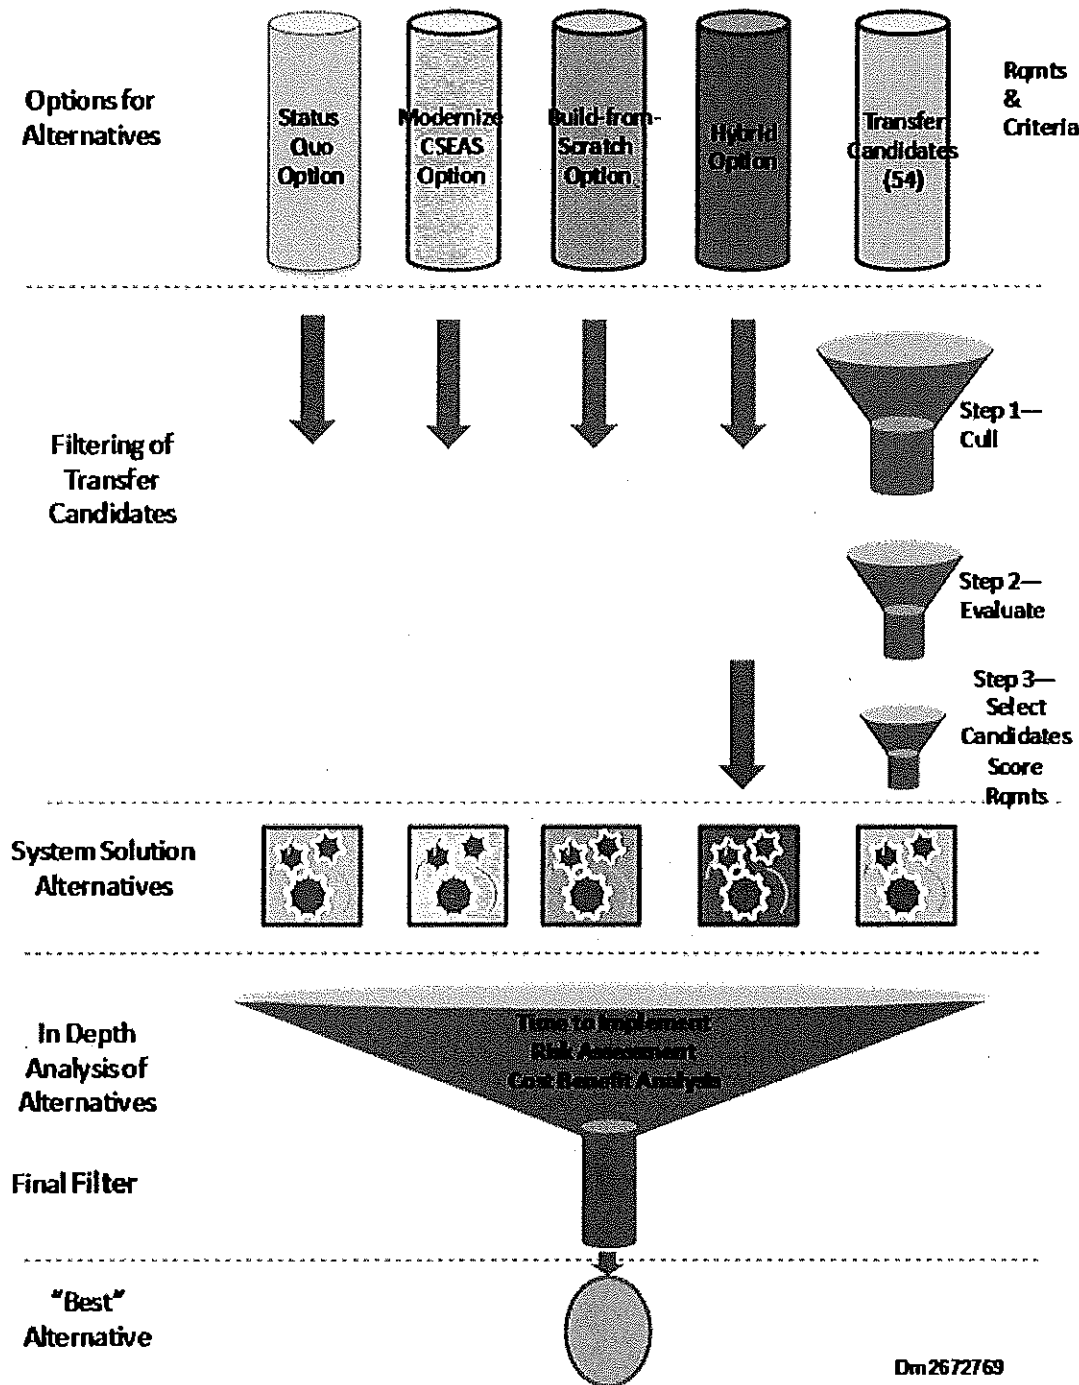 Options for
Alternatives
Status
Quo
Option
Modernize
CSEAS
Option
Build-from-
Scratch
Option
Hybrid
Option
Transfer
Candidates
(54)
Rqmts
&
Criteria
Filtering of
Transfer
Candidates
Step 1—
Cull
Step 2—
Evaluate
Step 3—
Select
Candidates
Score
Rqmts
System Solution
Alternatives
In Depth
Analysis of
Alternatives
Time to Implement
Risk Assessment
Cost Benefit Analysis
Final Filter
"Best"
Alternative
Dm2672769